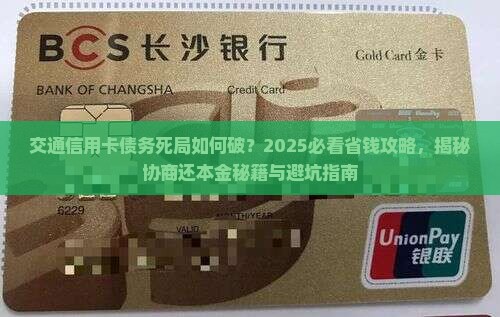 BCS 长沙银行
Gold Card 金卡
BANK OF CHANGSHA
Credit Card
交通信用卡债务死局如何破？2025必看省钱攻略，揭秘
协商还本金秘籍与避坑指南
6229
MONTH/YEAR
UnionPay
银联